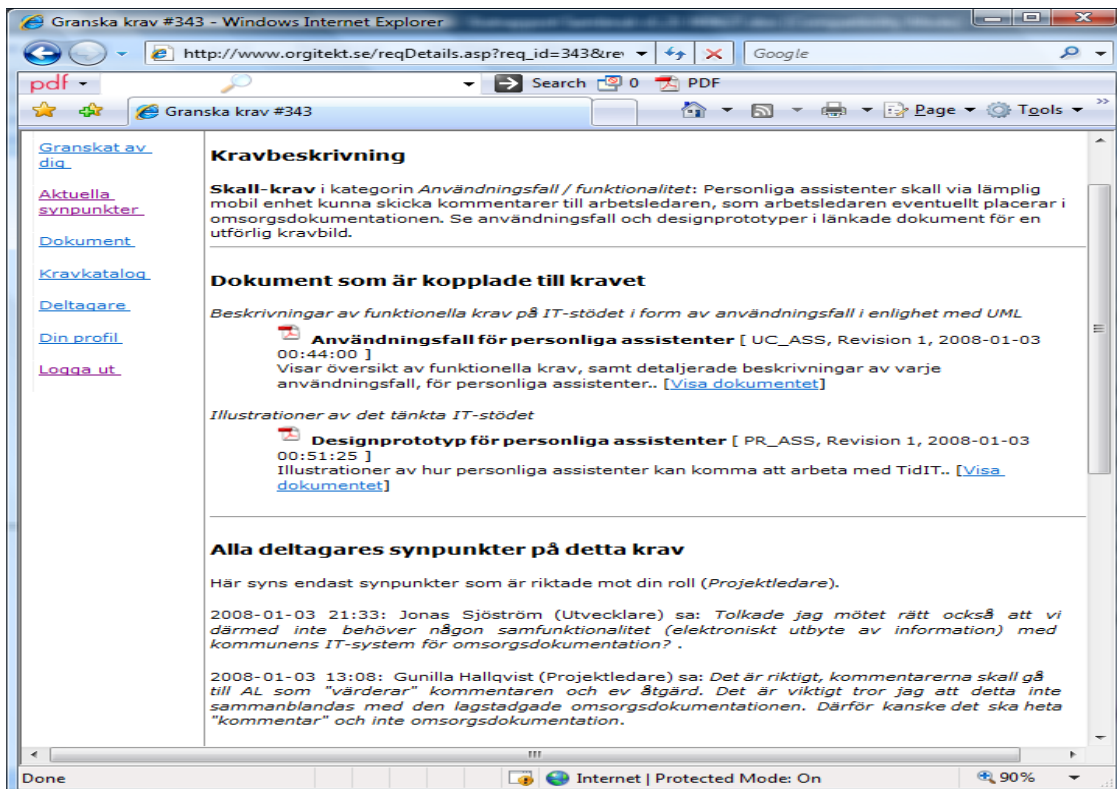 Granska krav #343 - Windows Internet Explorer
http://www.orgitekt.se/reqDetails.asp?req_id=343&rev
Google
pdf
Search
0
PDF
Granska krav #343
Page
Tools
Granskat av
dig
Aktuella
synpunkter
Dokument
Kravkatalog
Deltagare
Din profil
Logga ut
Kravbeskrivning
Skall-krav i kategorin Användningsfall / funktionalitet: Personliga assistenter skall via lämplig
mobil enhet kunna skicka kommentarer till arbetsledaren, som arbetsledaren eventuellt placerar i
omsorgsdokumentationen. Se användningsfall och designprototyper i länkade dokument för en
utförlig kravbild.
Dokument som är kopplade till kravet
Beskrivningar av funktionella krav på IT-stödet i form av användningsfall i enlighet med UML
Användningsfall för personliga assistenter [ UC_ASS, Revision 1, 2008-01-03
00:44:00 ]
Visar översikt av funktionella krav, samt detaljerade beskrivningar av varje
användningsfall, för personliga assistenter.. [Visa dokumentet]
Illustrationer av det tänkta IT-stödet
Designprototyp för personliga assistenter [ PR_ASS, Revision 1, 2008-01-03
00:51:25 ]
Illustrationer av hur personliga assistenter kan komma att arbeta med TidIT.. [Visa
dokumentet]
Alla deltagares synpunkter på detta krav
Här syns endast synpunkter som är riktade mot din roll (Projektledare).
2008-01-03 21:33: Jonas Sjöström (Utvecklare) sa: Tolkade jag mötet rätt också att vi
därmed inte behöver någon samfunktionalitet (elektroniskt utbyte av information) med
kommunens IT-system för omsorgsdokumentation? .
2008-01-03 13:08: Gunilla Hallqvist (Projektledare) sa: Det är riktigt, kommentarerna skall gå
till AL som "värderar" kommentaren och ev åtgärd. Det är viktigt tror jag att detta inte
sammanblandas med den lagstadgade omsorgsdokumentationen. Därför kanske det ska heta
"kommentar" och inte omsorgsdokumentation.
Done
Internet | Protected Mode: On
90%